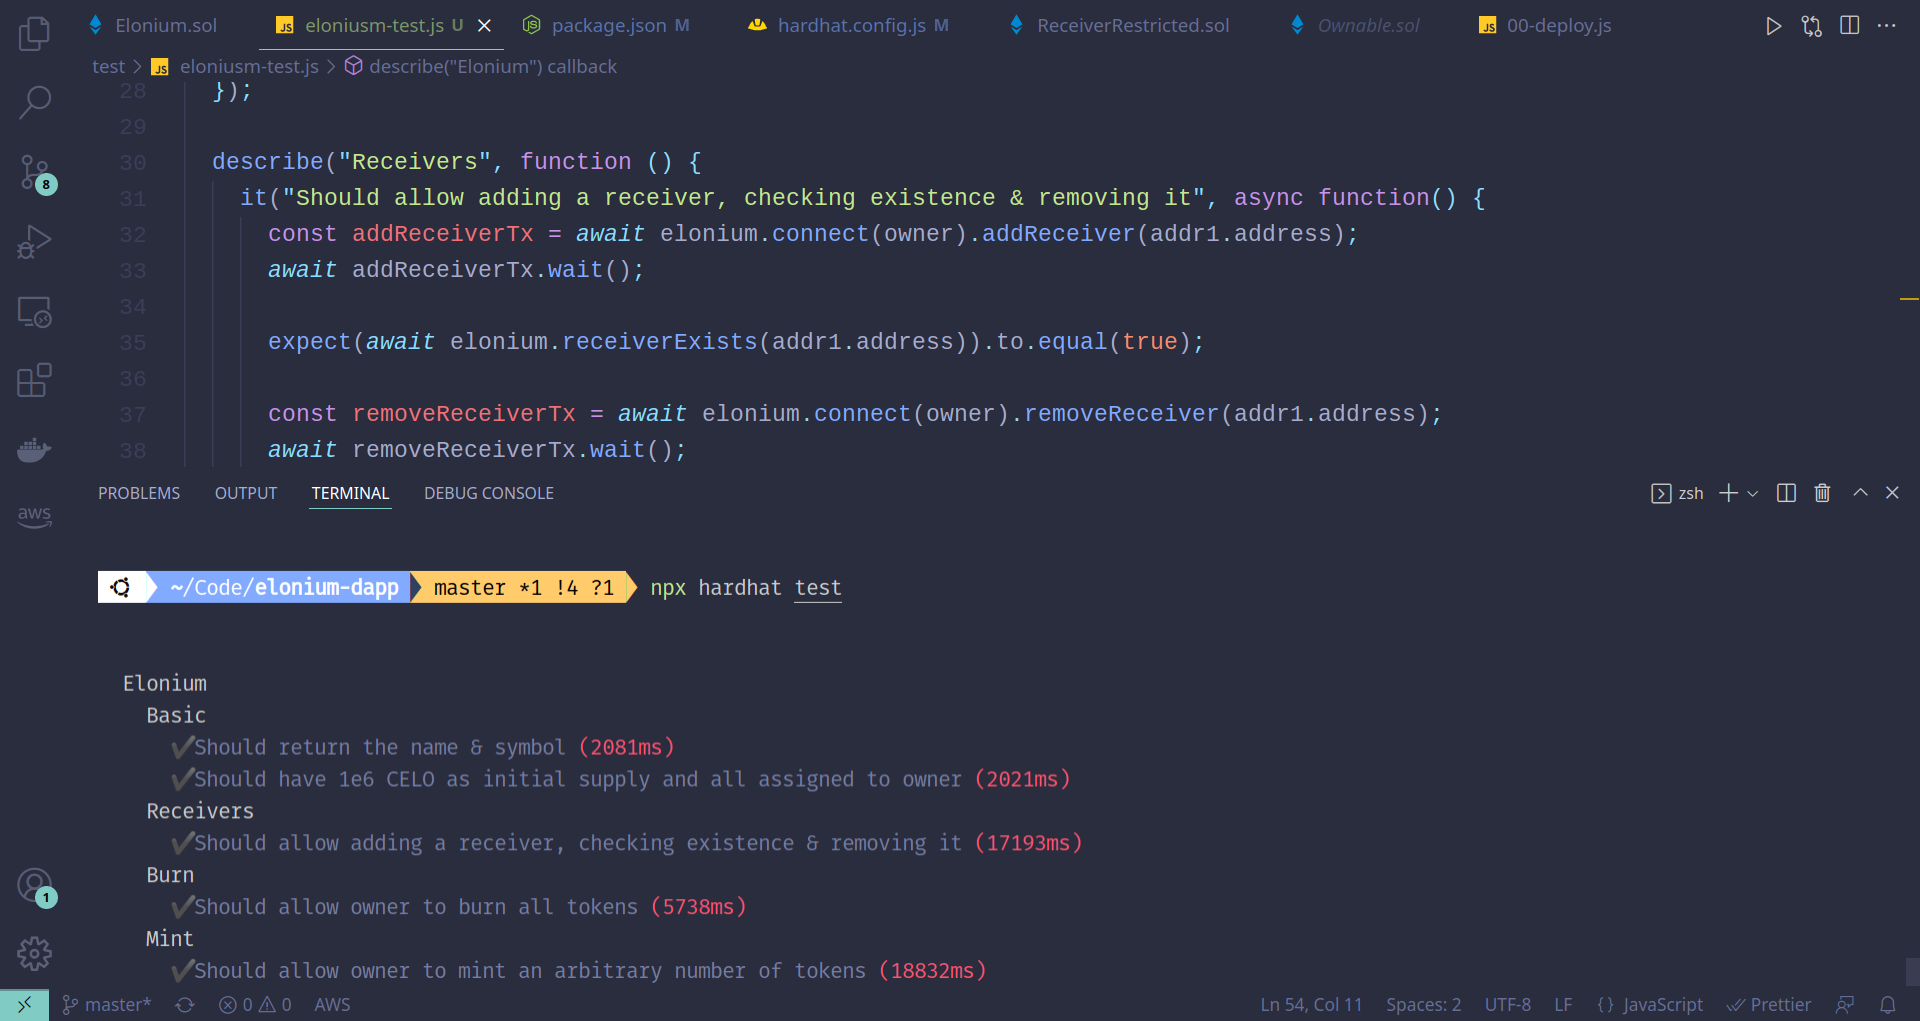 Elonium.sol
eloniusm-test.js U
package.json M
hardhat.config.js M
ReceiverRestricted.sol
Ownable.sol
JS 00-deploy.js
test > JS eloniusm-test.js > describe("Elonium") callback
28 });
29
30 describe("Receivers", function () {
31 it("Should allow adding a receiver, checking existence & removing it", async function() {
32 const addReceiverTx = await elonium.connect(owner).addReceiver(addr1.address);
33 await addReceiverTx.wait();
34
35 expect(await elonium.receiverExists(addr1.address)).to.equal(true);
36
37 const removeReceiverTx = await elonium.connect(owner).removeReceiver(addr1.address);
38 await removeReceiverTx.wait();
8
aws
1
PROBLEMS OUTPUT TERMINAL DEBUG CONSOLE zsh
~/Code/elonium-dapp master *1 !4 ?1 npx hardhat test
Elonium
Basic
✔ Should return the name & symbol (2081ms)
✔ Should have 1e6 CELO as initial supply and all assigned to owner (2021ms)
Receivers
✔ Should allow adding a receiver, checking existence & removing it (17193ms)
Burn
✔ Should allow owner to burn all tokens (5738ms)
Mint
✔ Should allow owner to mint an arbitrary number of tokens (18832ms)
master* 0 0 AWS Ln 54, Col 11 Spaces: 2 UTF-8 LF {} JavaScript Prettier